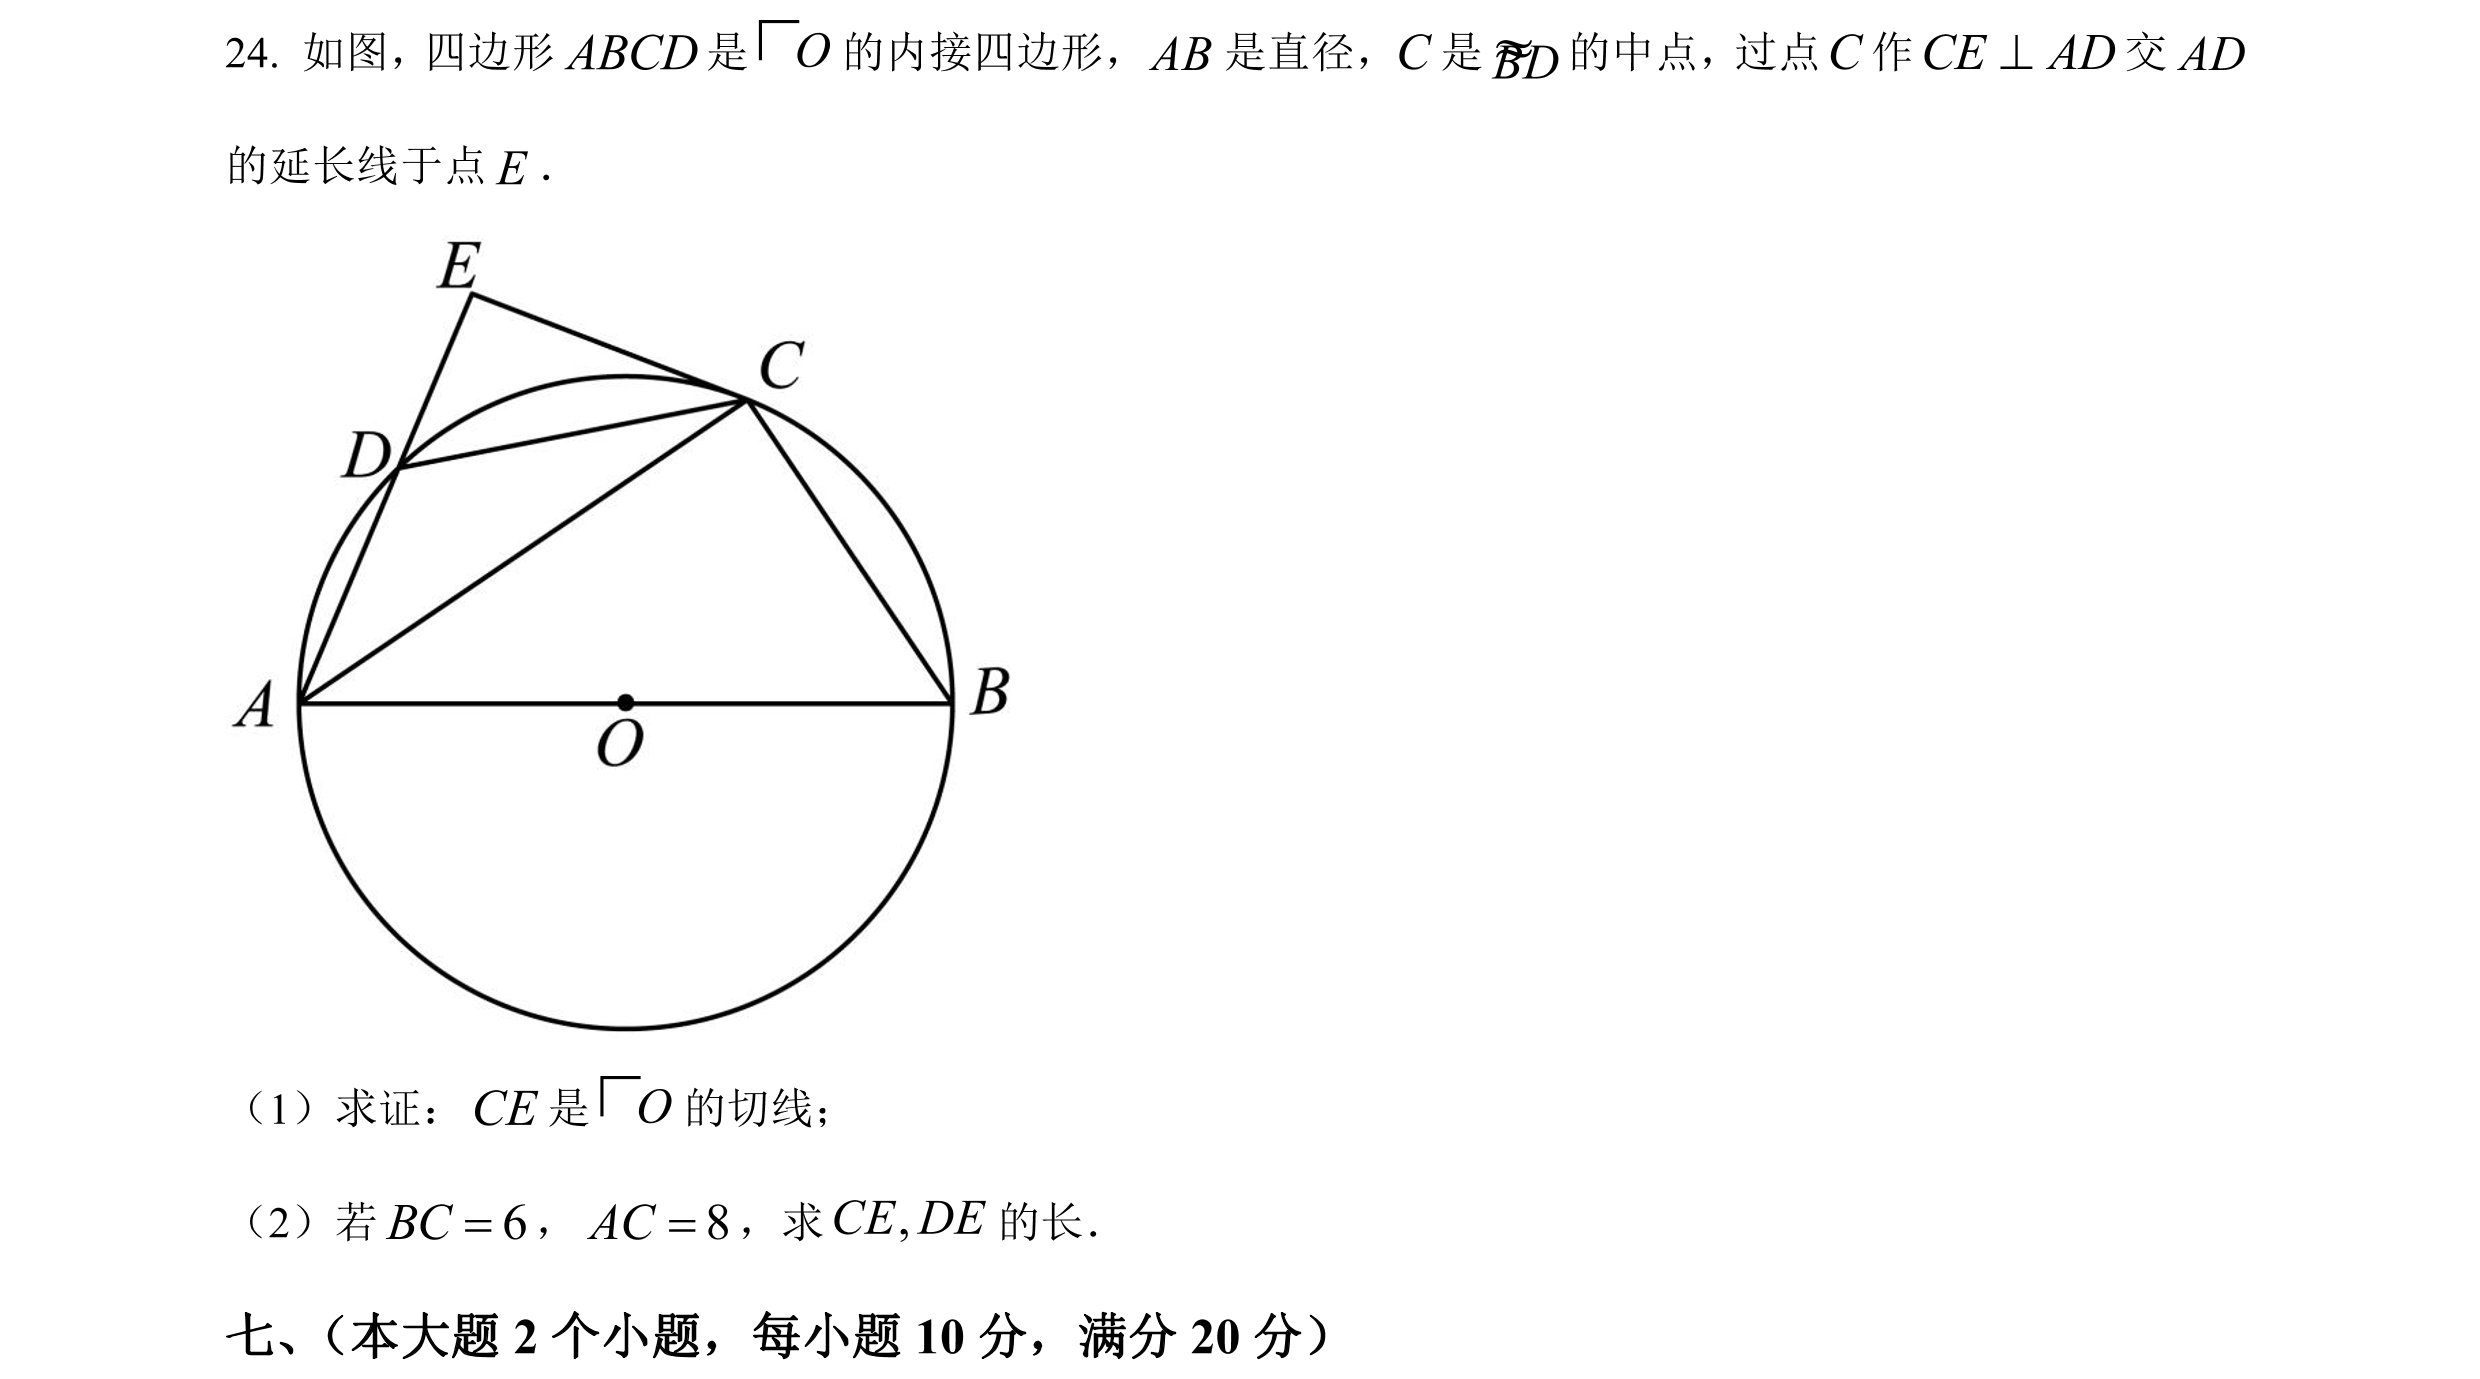 24. 如图，四边形 ABCD 是 O 的内接四边形，AB 是直径，C 是 BD 的中点，过点 C 作 CE ⊥ AD 交 AD
的延长线于点 E．
E
C
D
A
B
O
（1）求证：CE 是 O 的切线；
（2）若 BC = 6，AC = 8，求 CE, DE 的长．
七、（本大题 2 个小题，每小题 10 分，满分 20 分）